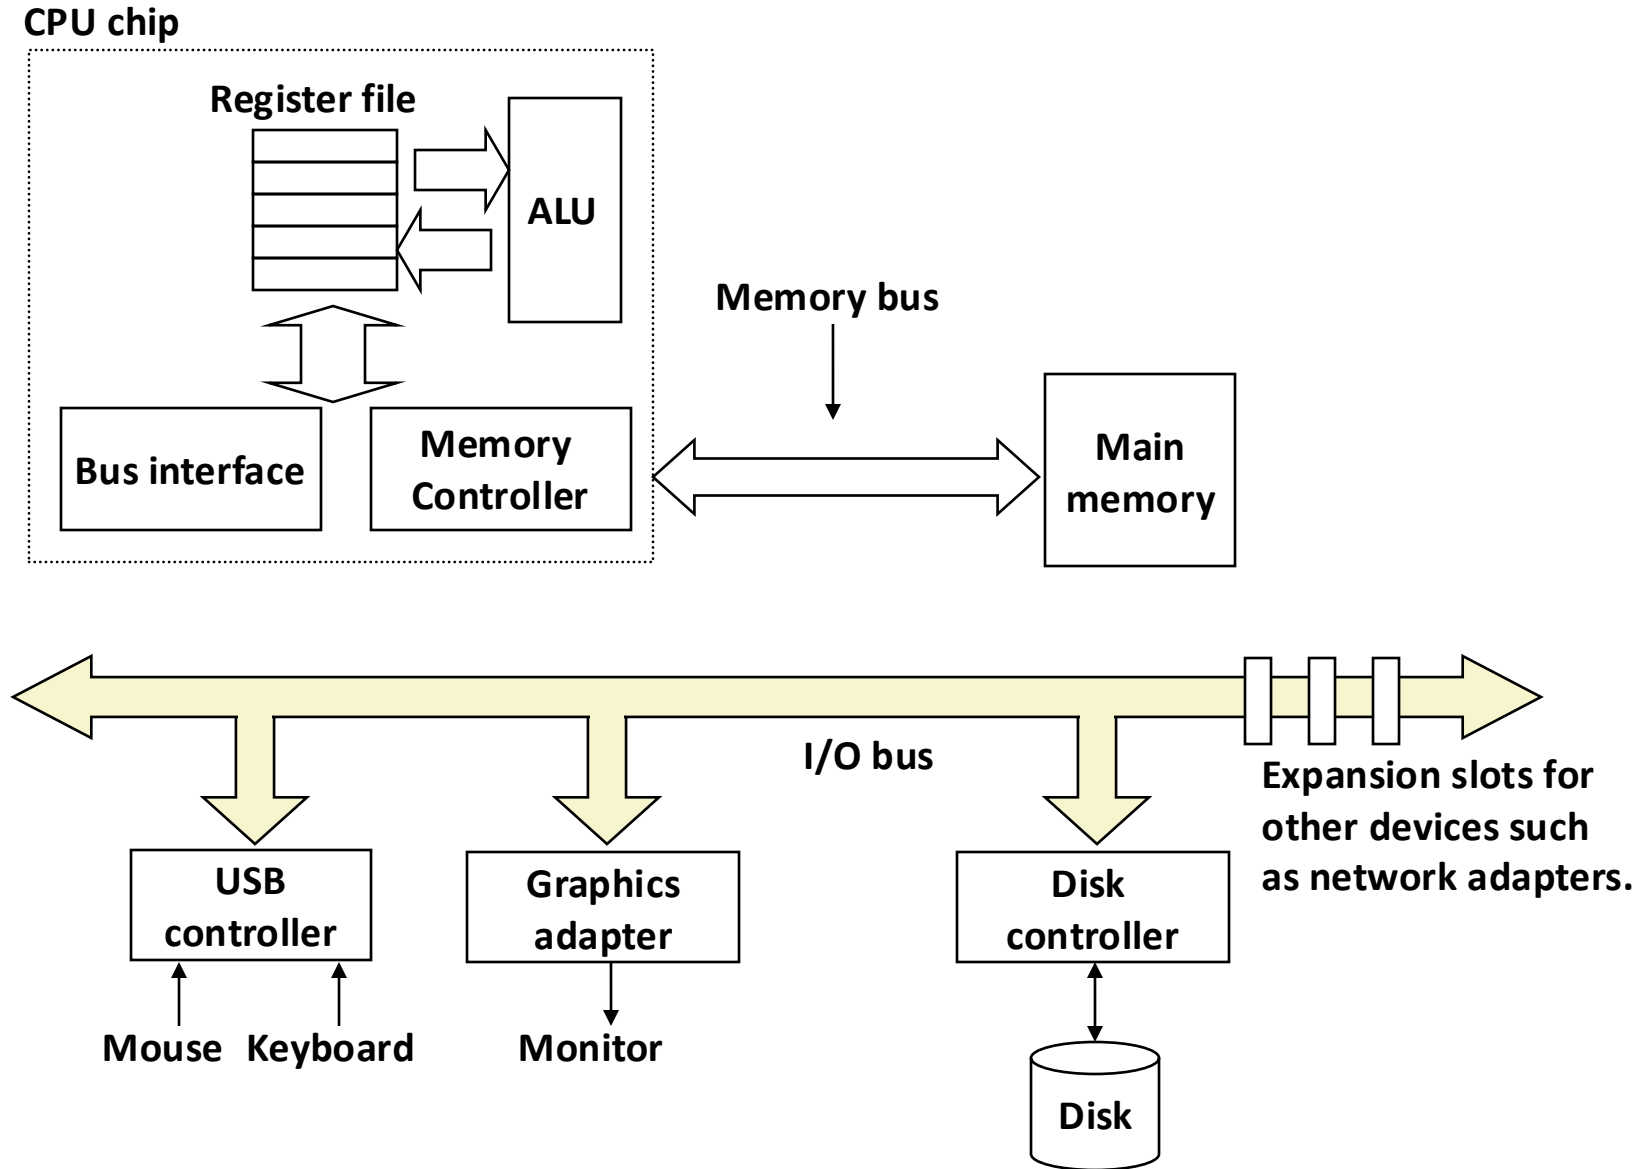 CPU chip
Register file
ALU
Memory bus
Bus interface
Memory
Controller
Main
memory
I/O bus
Expansion slots for
other devices such
as network adapters.
USB
controller
Graphics
adapter
Disk
controller
Mouse
Keyboard
Monitor
Disk